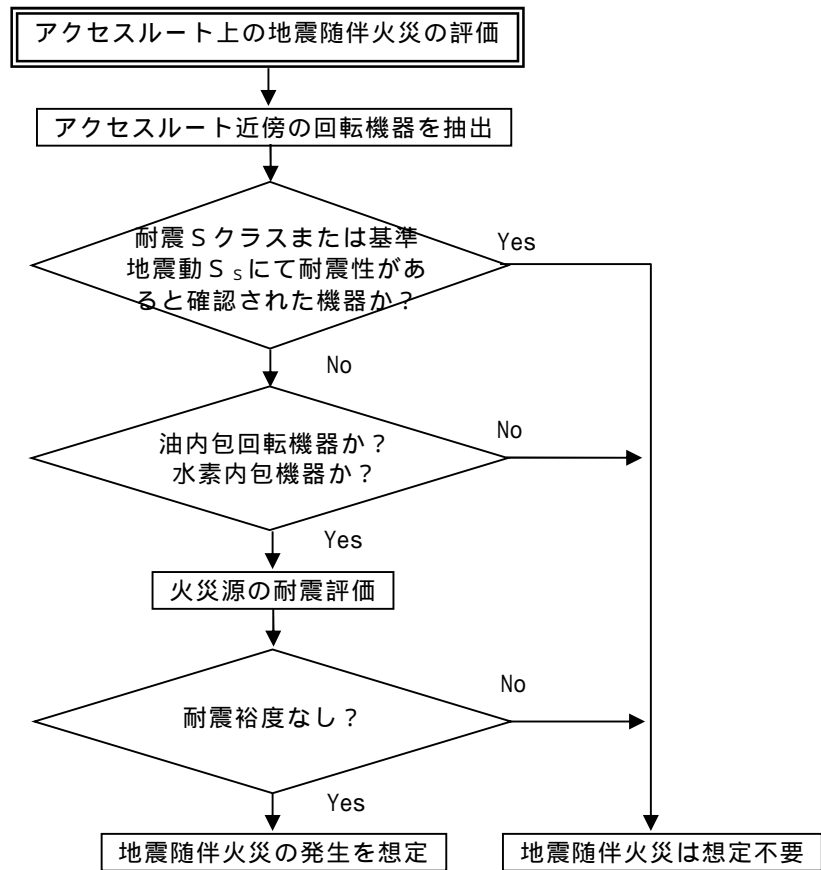 アクセスルート上の地震随伴火災の評価
アクセスルート近傍の回転機器を抽出
耐震Ｓクラスまたは基準
地震動Ｓｓにて耐震性があ
ると確認された機器か？
Yes
No
油内包回転機器か？
水素内包機器か？
No
Yes
火災源の耐震評価
耐震裕度なし？
No
Yes
地震随伴火災の発生を想定
地震随伴火災は想定不要